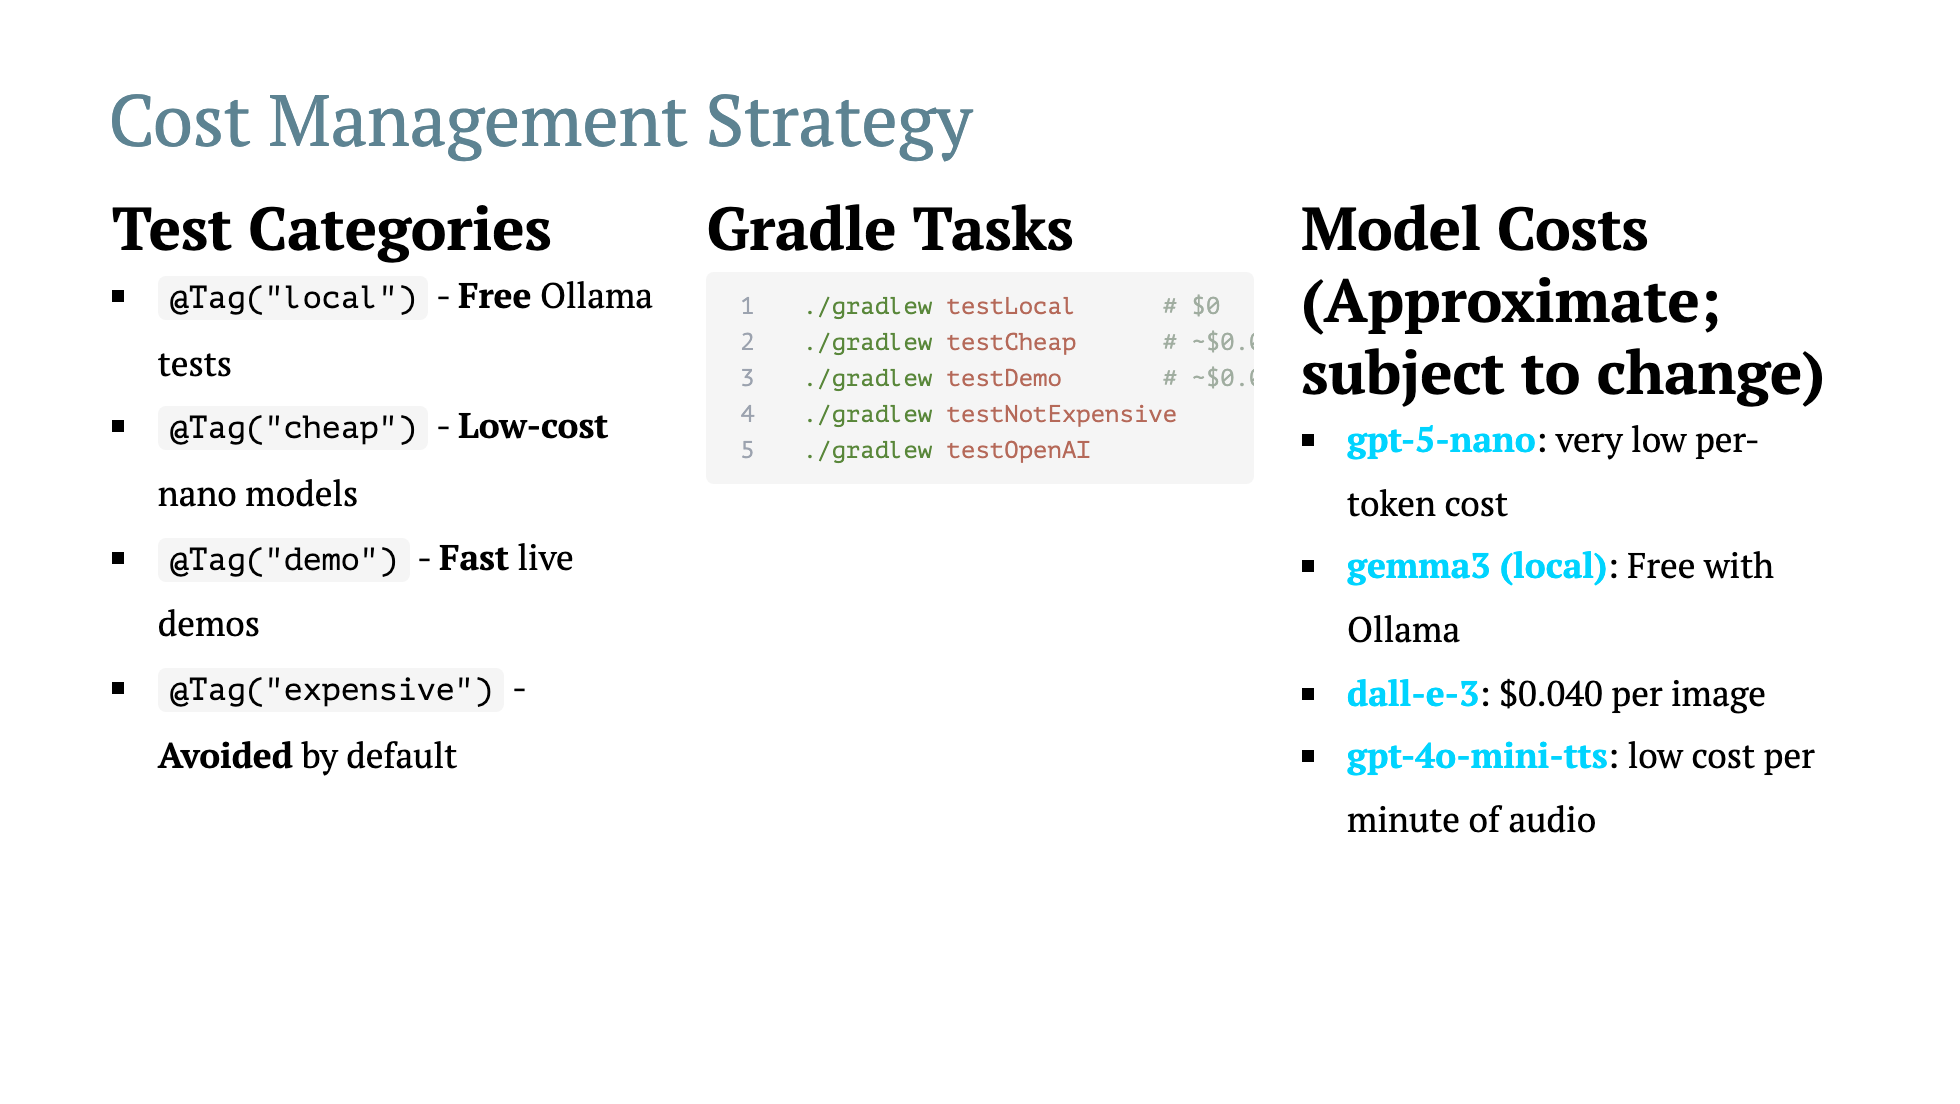 Cost Management Strategy
Test Categories
@Tag("local") - Free Ollama
tests
@Tag("cheap") - Low-cost
nano models
@Tag("demo") - Fast live
demos
@Tag("expensive") -
Avoided by default
Gradle Tasks
1 ./gradlew testLocal # $0
2 ./gradlew testCheap # ~$0.
3 ./gradlew testDemo # ~$0.
4 ./gradlew testNotExpensive
5 ./gradlew testOpenAI
Model Costs
(Approximate;
subject to change)
gpt-5-nano: very low per-
token cost
gemma3 (local): Free with
Ollama
dall-e-3: $0.040 per image
gpt-4o-mini-tts: low cost per
minute of audio